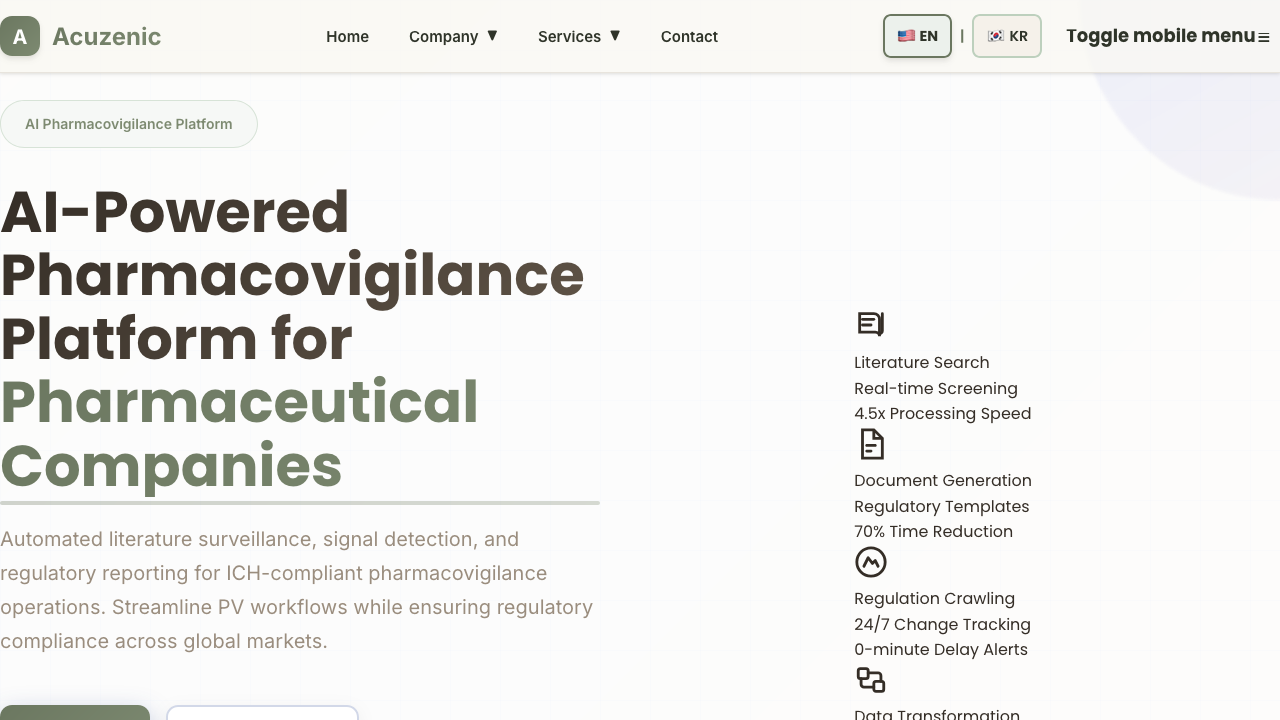 A Acuzenic
Home Company ▼ Services ▼ Contact
🇺🇸 EN | 🇰🇷 KR
Toggle mobile menu ≡
AI Pharmacovigilance Platform
AI-Powered
Pharmacovigilance
Platform for
Pharmaceutical
Companies
Automated literature surveillance, signal detection, and
regulatory reporting for ICH-compliant pharmacovigilance
operations. Streamline PV workflows while ensuring regulatory
compliance across global markets.
Literature Search
Real-time Screening
4.5x Processing Speed
Document Generation
Regulatory Templates
70% Time Reduction
Regulation Crawling
24/7 Change Tracking
0-minute Delay Alerts
Data Transformation